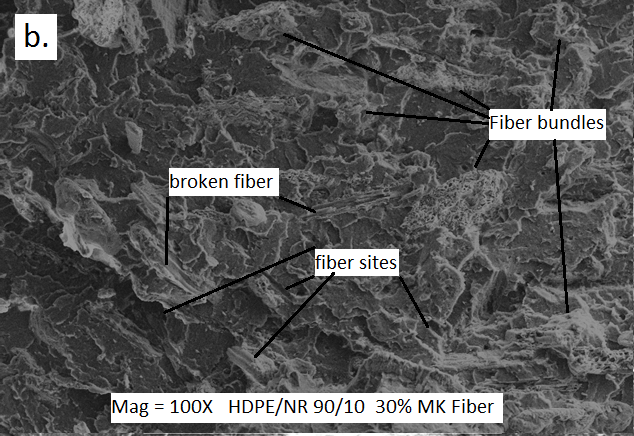 b.
Fiber bundles
broken fiber
fiber sites
Mag = 100X HDPE/NR 90/10 30% MK Fiber